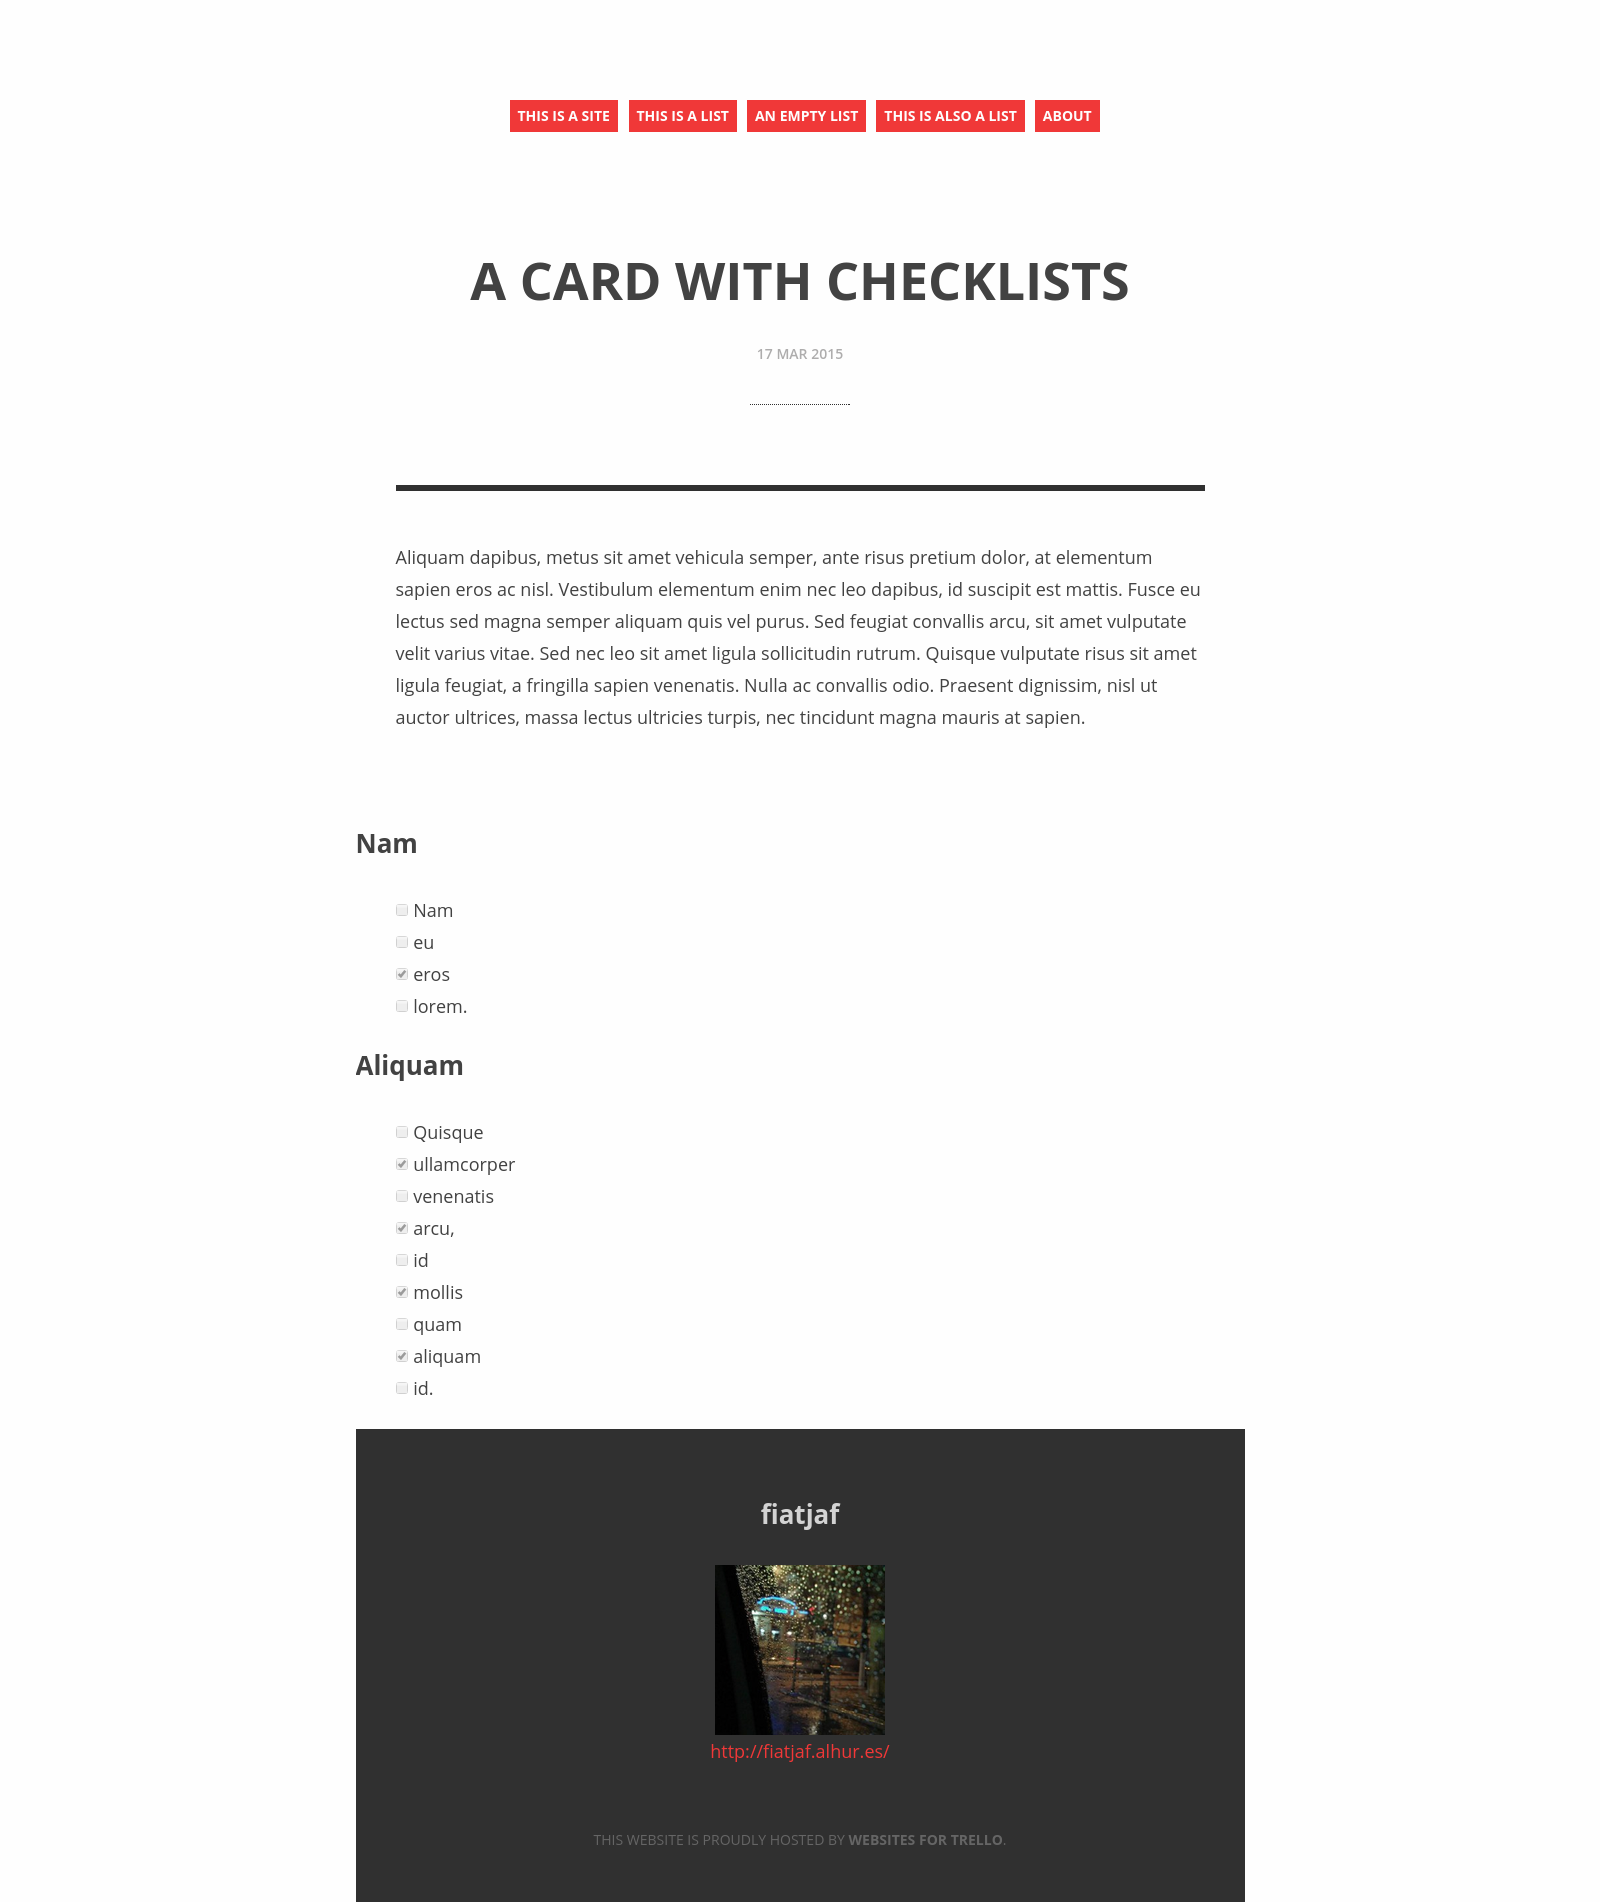 THIS IS A SITE THIS IS A LIST AN EMPTY LIST THIS IS ALSO A LIST ABOUT
A CARD WITH CHECKLISTS
17 MAR 2015
Aliquam dapibus, metus sit amet vehicula semper, ante risus pretium dolor, at elementum
sapien eros ac nisl. Vestibulum elementum enim nec leo dapibus, id suscipit est mattis. Fusce eu
lectus sed magna semper aliquam quis vel purus. Sed feugiat convallis arcu, sit amet vulputate
velit varius vitae. Sed nec leo sit amet ligula sollicitudin rutrum. Quisque vulputate risus sit amet
ligula feugiat, a fringilla sapien venenatis. Nulla ac convallis odio. Praesent dignissim, nisl ut
auctor ultrices, massa lectus ultricies turpis, nec tincidunt magna mauris at sapien.
Nam
Nam
eu
eros
lorem.
Aliquam
Quisque
ullamcorper
venenatis
arcu,
id
mollis
quam
aliquam
id.
fiatjaf
http://fiatjaf.alhur.es/
THIS WEBSITE IS PROUDLY HOSTED BY WEBSITES FOR TRELLO.